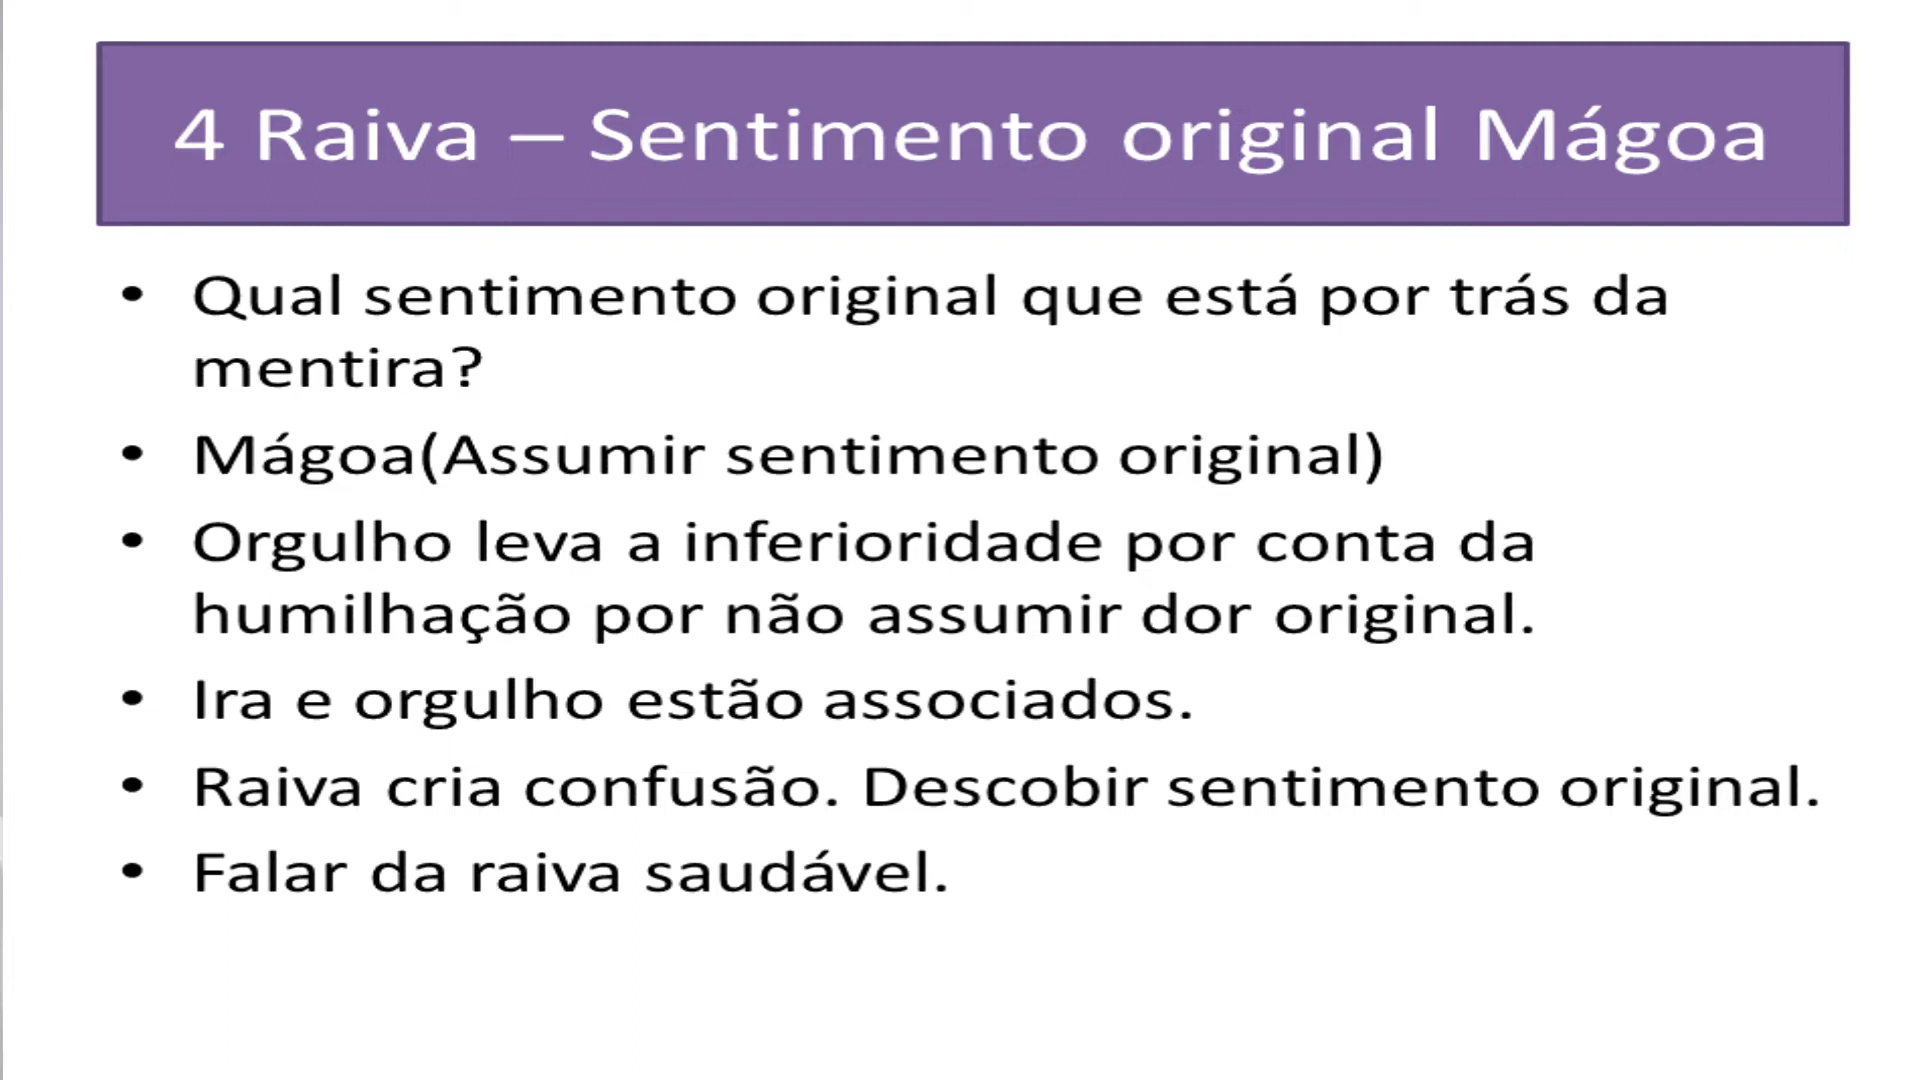 4 Raiva – Sentimento original Mágoa
• Qual sentimento original que está por trás da
mentira?
• Mágoa(Assumir sentimento original)
• Orgulho leva a inferioridade por conta da
humilhação por não assumir dor original.
• Ira e orgulho estão associados.
• Raiva cria confusão. Descobir sentimento original.
• Falar da raiva saudável.